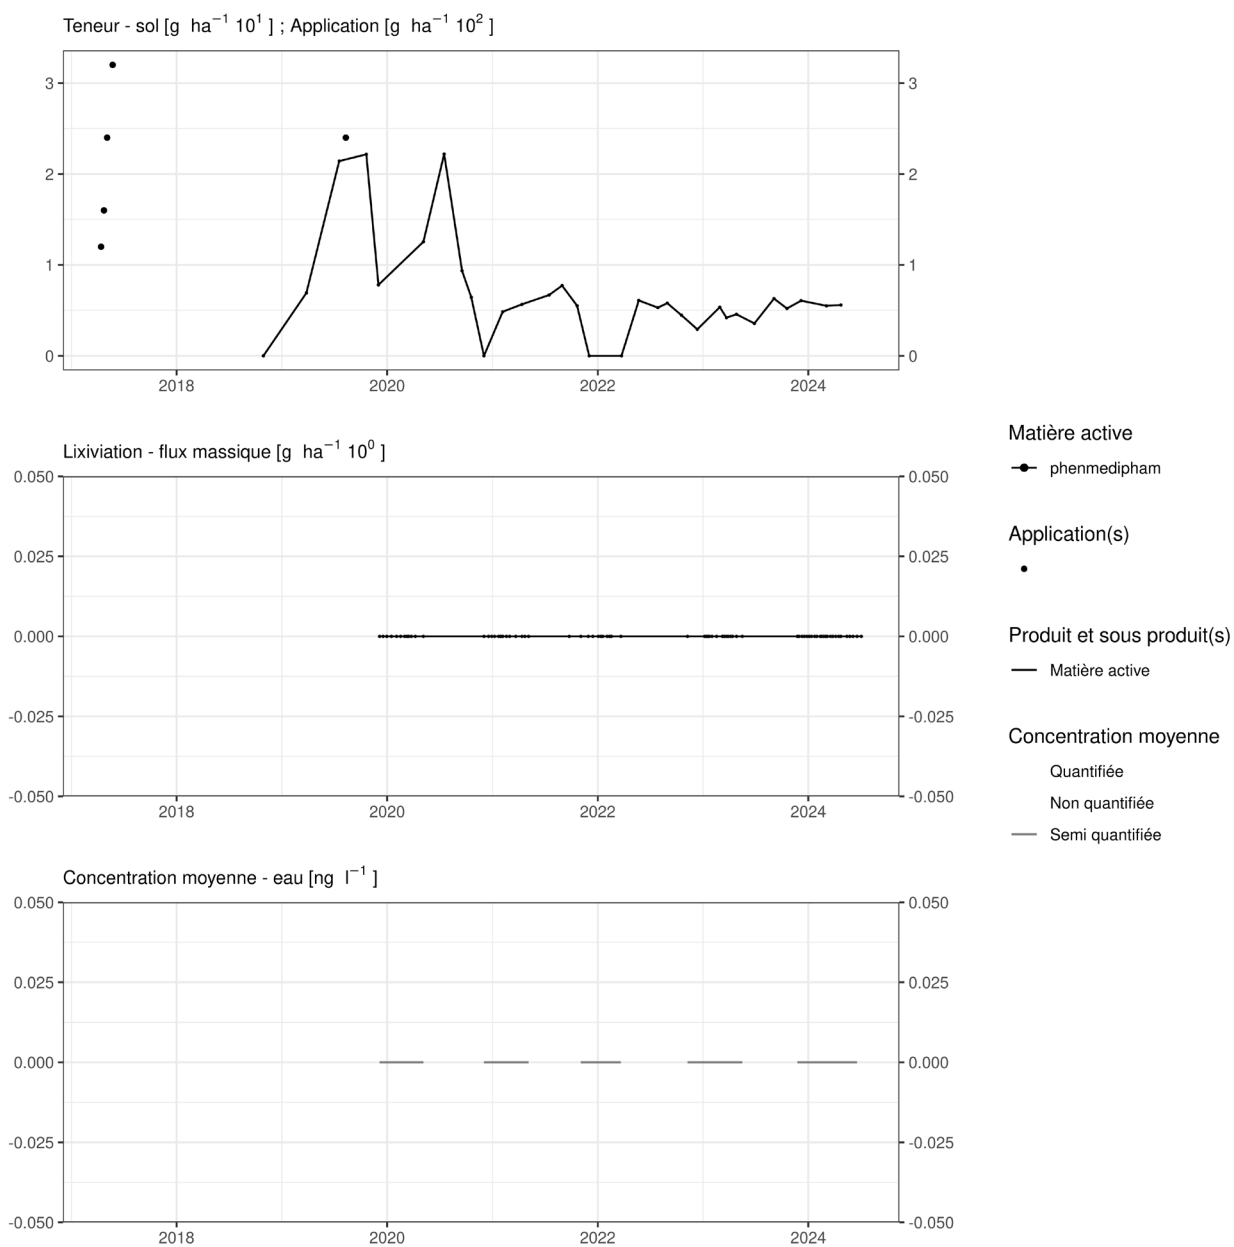 Teneur - sol [g ha⁻¹ 10¹ ] ; Application [g ha⁻¹ 10² ]
3 3
2 2
1 1
0 0
2018 2020 2022 2024
Lixiviation - flux massique [g ha⁻¹ 10⁰ ]
0.050 0.050
0.025 0.025
0.000 0.000
-0.025 -0.025
-0.050 -0.050
2018 2020 2022 2024
Concentration moyenne - eau [ng l⁻¹ ]
0.050 0.050
0.025 0.025
0.000 0.000
-0.025 -0.025
-0.050 -0.050
2018 2020 2022 2024
Matière active
phenmedipham
Application(s)
Produit et sous produit(s)
Matière active
Concentration moyenne
Quantifiée
Non quantifiée
Semi quantifiée